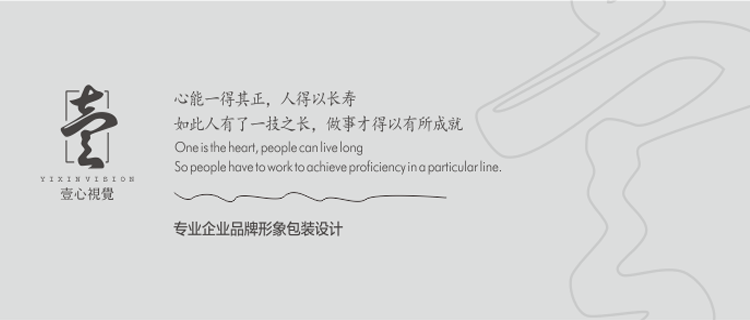 壹
YIXINVISION
壹心視覺
心能一得其正，人得以长寿
如此人有了一技之长，做事才得以有所成就
One is the heart, people can live long
So people have to work to achieve proficiency in a particular line.
专业企业品牌形象包装设计